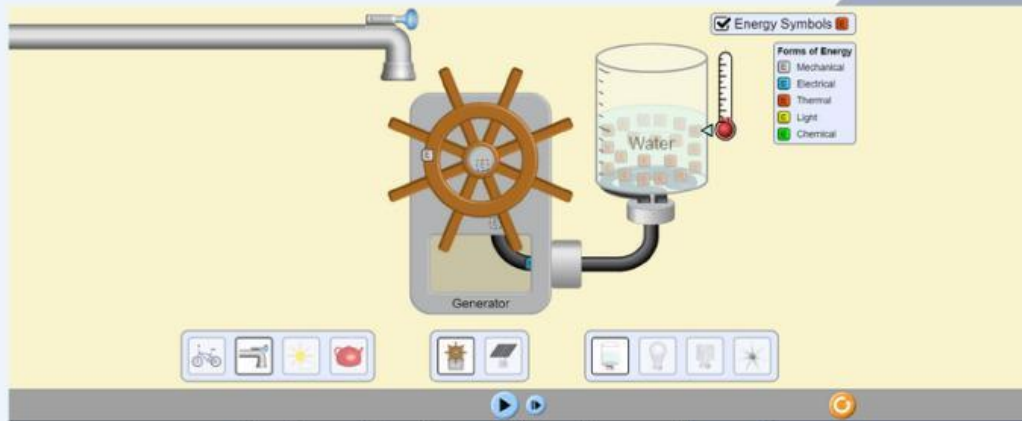 Energy Symbols E
Forms of Energy
E Mechanical
E Electrical
E Thermal
E Light
E Chemical
Water
Generator